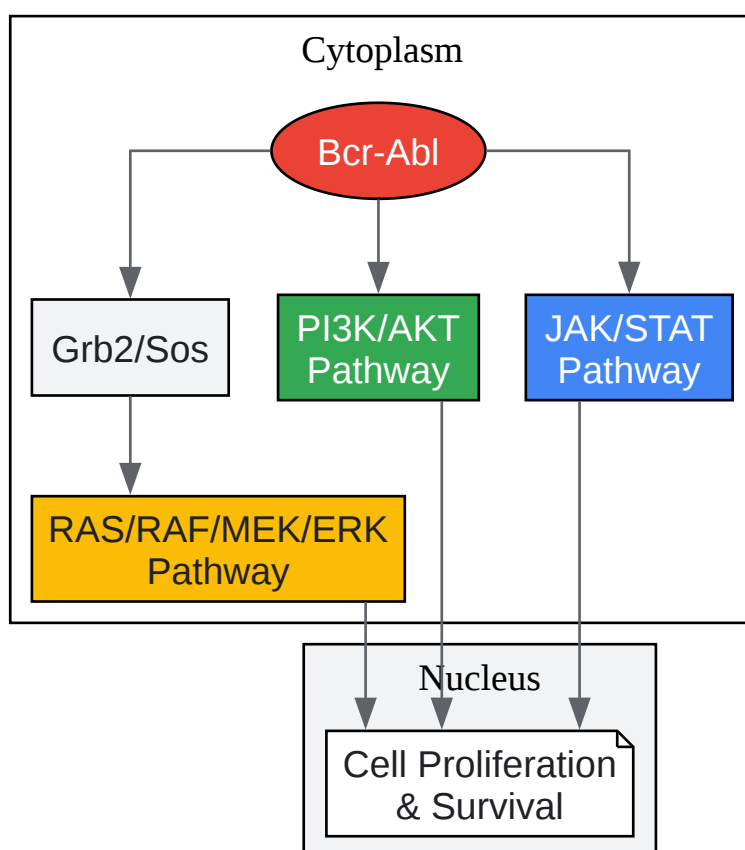 Cytoplasm
Bcr-Abl
Grb2/Sos
PI3K/AKT
Pathway
JAK/STAT
Pathway
RAS/RAF/MEK/ERK
Pathway
Nucleus
Cell Proliferation
& Survival